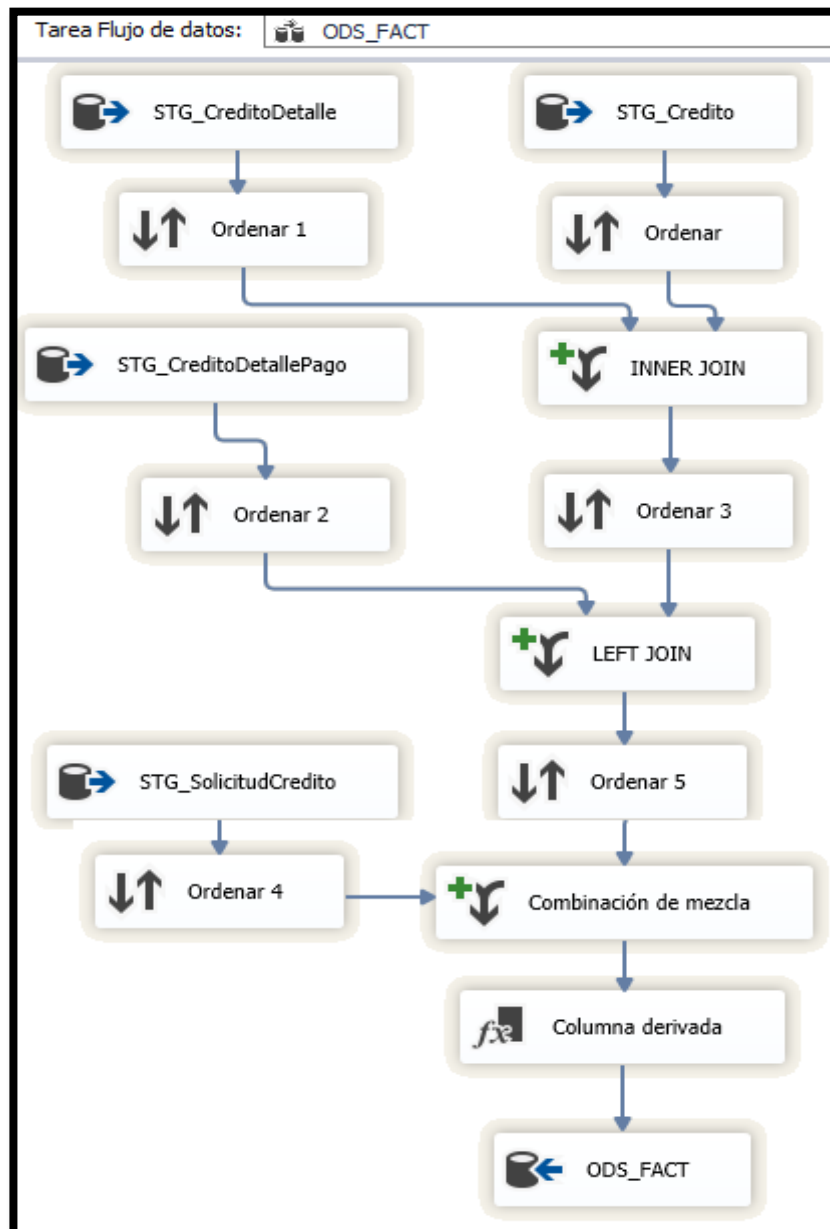 Tarea Flujo de datos: ODS_FACT
STG_CreditoDetalle
STG_Credito
Ordenar 1
Ordenar
STG_CreditoDetallePago
INNER JOIN
Ordenar 2
Ordenar 3
LEFT JOIN
STG_SolicitudCredito
Ordenar 5
Ordenar 4
Combinación de mezcla
Columna derivada
ODS_FACT